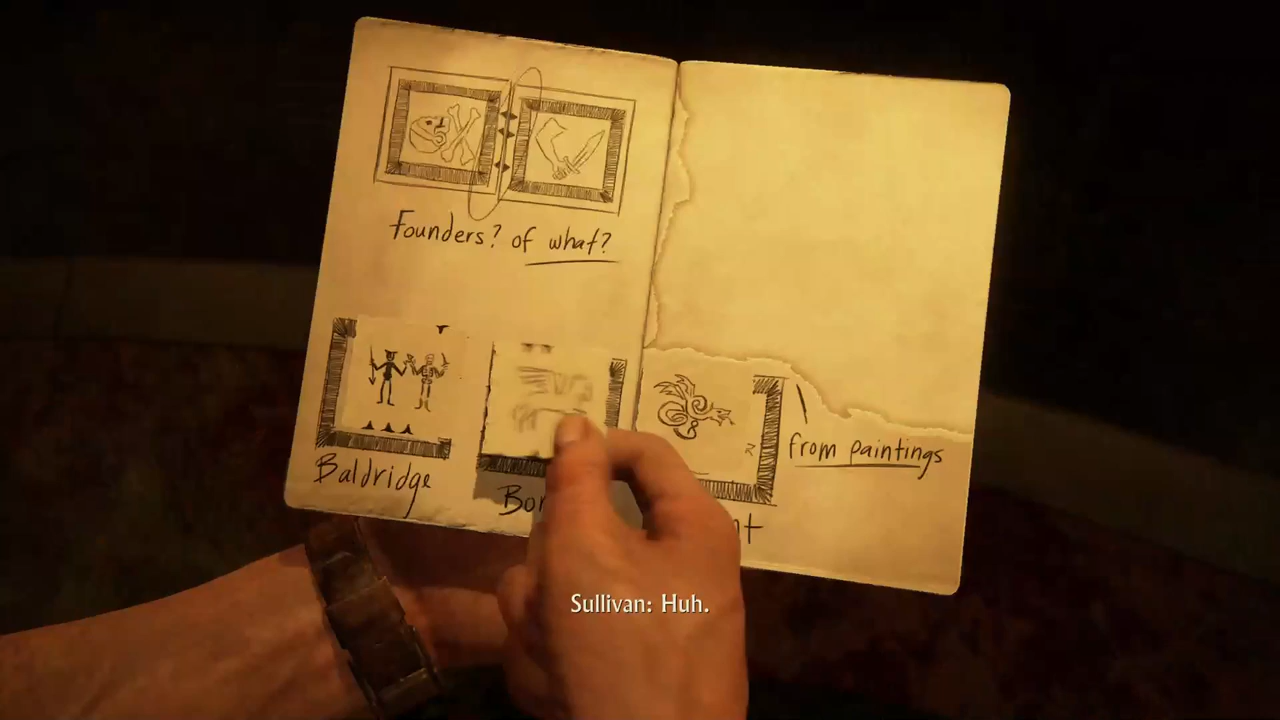 Founders? of what?
from paintings
Baldridge
Sullivan: Huh.